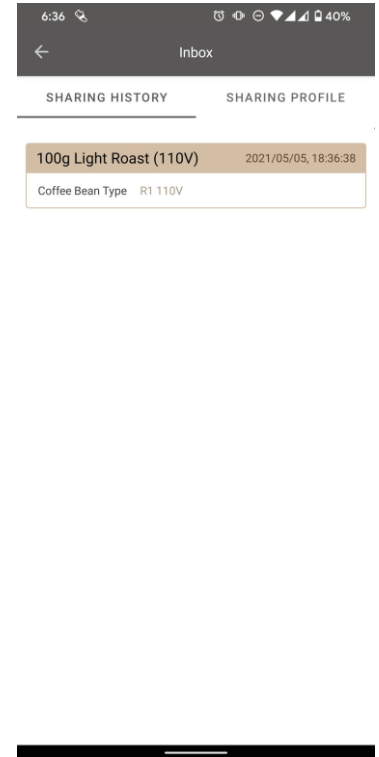 6:36 40%
Inbox
SHARING HISTORY SHARING PROFILE
100g Light Roast (110V) 2021/05/05, 18:36:38
Coffee Bean Type R1 110V